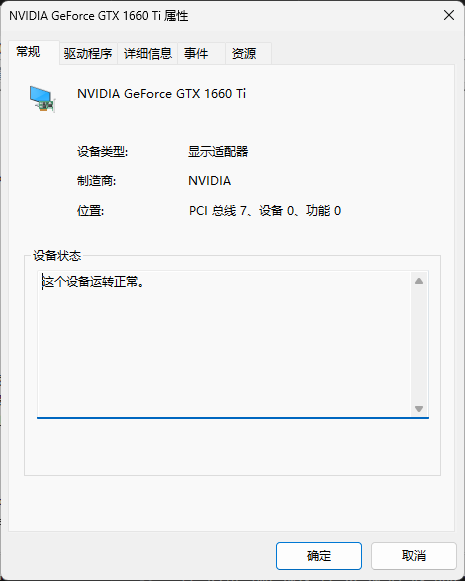 NVIDIA GeForce GTX 1660 Ti 属性
常规 驱动程序 详细信息 事件 资源
NVIDIA GeForce GTX 1660 Ti
设备类型: 显示适配器
制造商: NVIDIA
位置: PCI 总线 7、设备 0、功能 0
设备状态
这个设备运转正常。
确定 取消